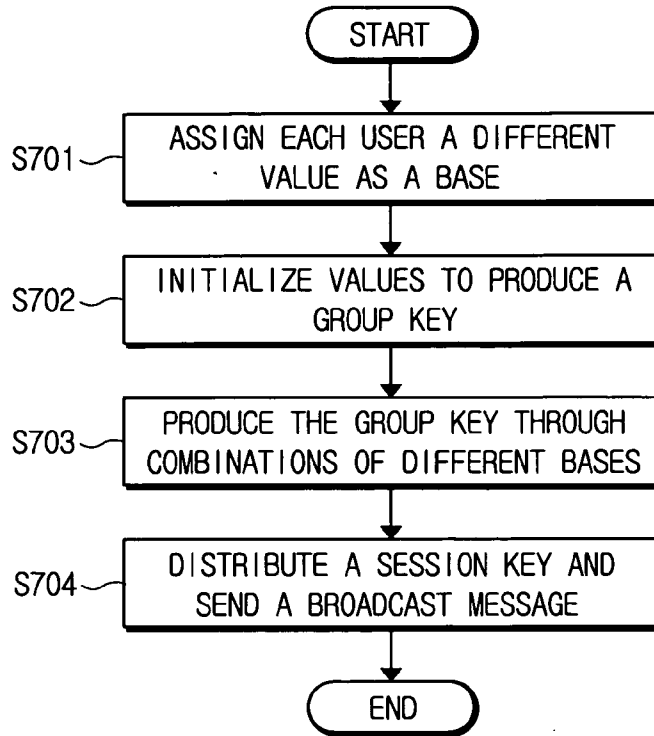 START
S701
ASSIGN EACH USER A DIFFERENT
VALUE AS A BASE
S702
INITIALIZE VALUES TO PRODUCE A
GROUP KEY
S703
PRODUCE THE GROUP KEY THROUGH
COMBINATIONS OF DIFFERENT BASES
S704
DISTRIBUTE A SESSION KEY AND
SEND A BROADCAST MESSAGE
END